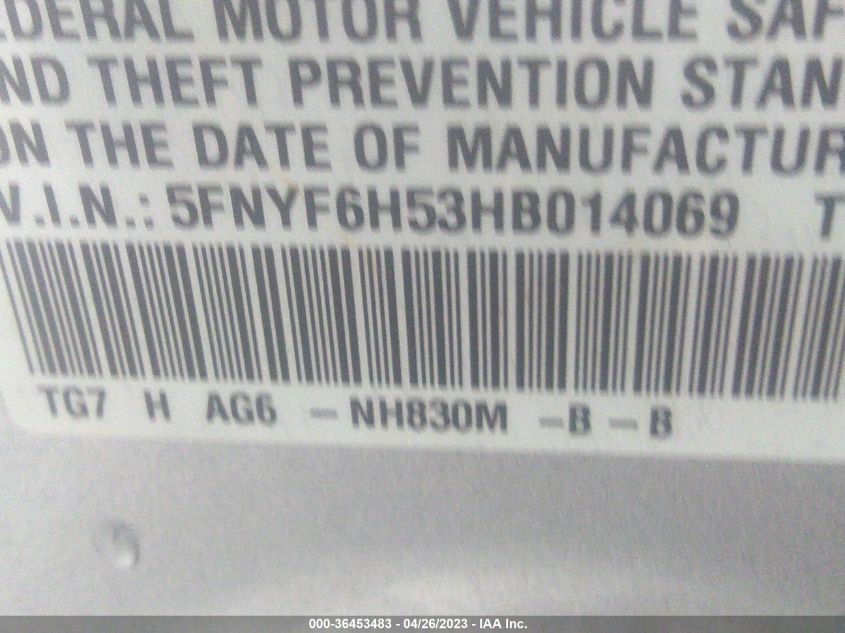 FEDERAL MOTOR VEHICLE SAF
ND THEFT PREVENTION STAN
ON THE DATE OF MANUFACTUR
V.I.N.: 5FNYF6H53HB014069 T
TG7 H AG6 -NH830M -B-B
000-36453483 - 04/26/2023 - IAA Inc.